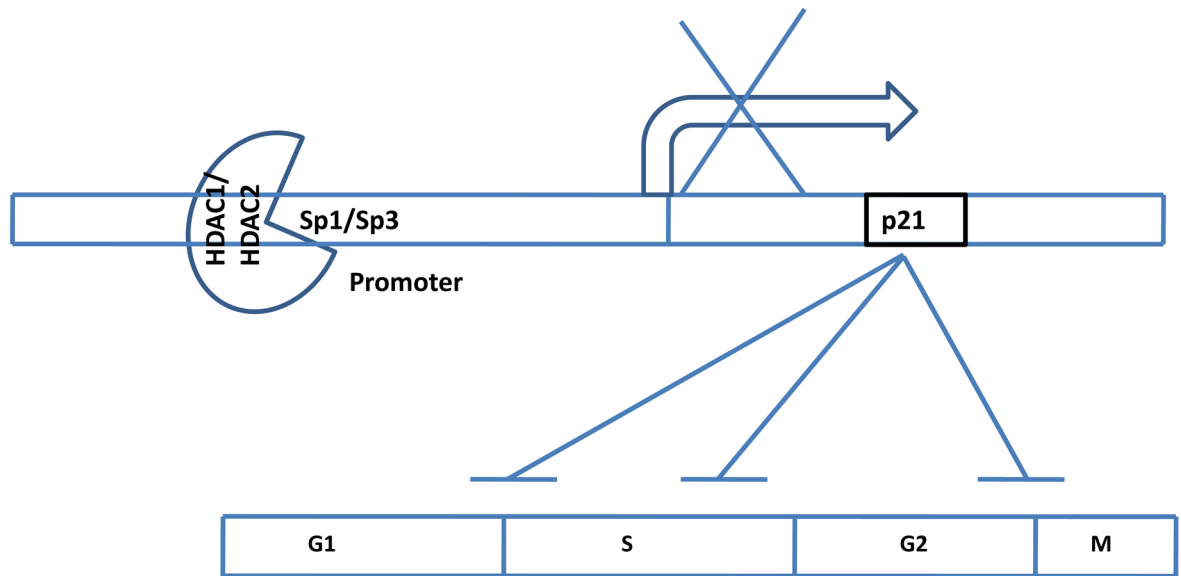 HDAC1/
HDAC2
Sp1/Sp3
p21
Promoter
G1
S
G2
M